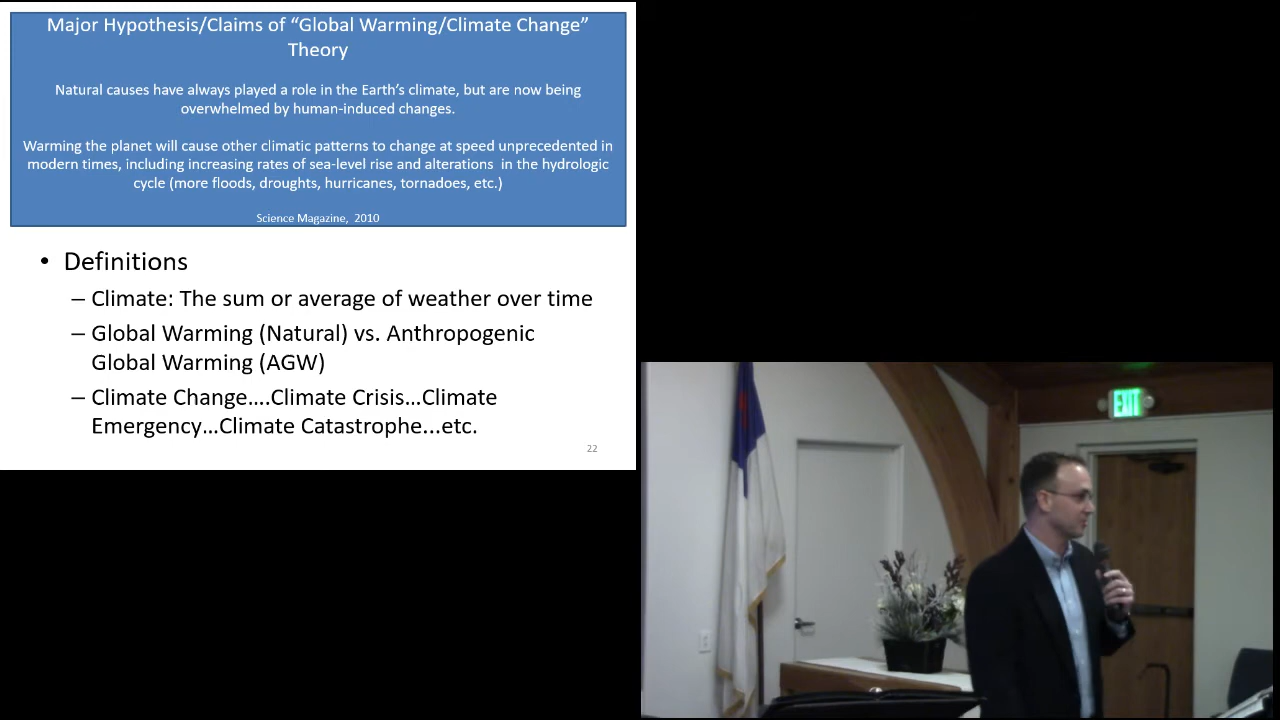 Major Hypothesis/Claims of “Global Warming/Climate Change”
Theory
Natural causes have always played a role in the Earth’s climate, but are now being
overwhelmed by human-induced changes.
Warming the planet will cause other climatic patterns to change at speed unprecedented in
modern times, including increasing rates of sea-level rise and alterations in the hydrologic
cycle (more floods, droughts, hurricanes, tornadoes, etc.)
Science Magazine, 2010
• Definitions
– Climate: The sum or average of weather over time
– Global Warming (Natural) vs. Anthropogenic
Global Warming (AGW)
– Climate Change....Climate Crisis...Climate
Emergency...Climate Catastrophe...etc.
22
EXIT